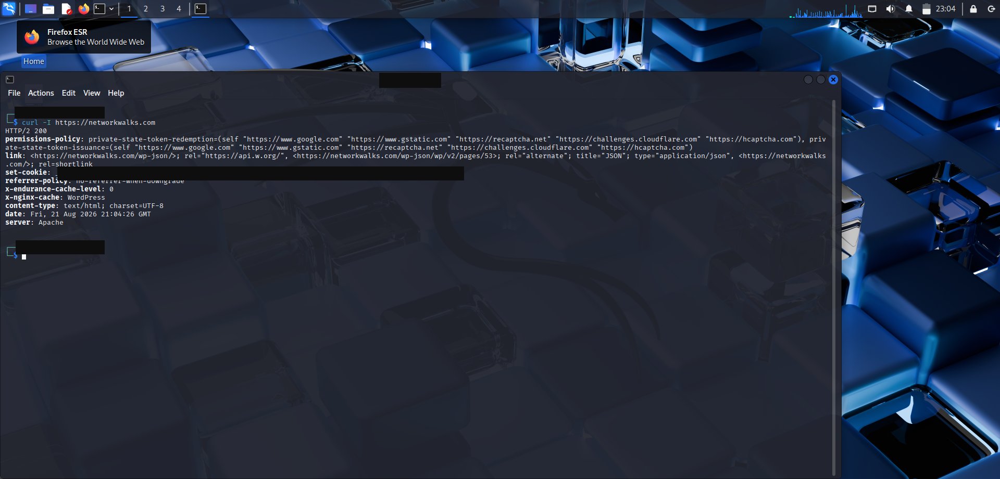 1 2 3 4
23:04
Firefox ESR
Browse the World Wide Web
Home
File Actions Edit View Help
$ curl -I https://networkwalks.com
HTTP/2 200
permissions-policy: private-state-token-redemption=(self "https://www.google.com" "https://www.gstatic.com" "https://recaptcha.net" "https://challenges.cloudflare.com" "https://hcaptcha.com"), priv
ate-state-token-issuance=(self "https://www.google.com" "https://www.gstatic.com" "https://recaptcha.net" "https://challenges.cloudflare.com" "https://hcaptcha.com")
link: <https://networkwalks.com/wp-json/>; rel="https://api.w.org/", <https://networkwalks.com/wp-json/wp/v2/pages/53>; rel="alternate"; title="JSON"; type="application/json", <https://networkwalks
.com/>; rel=shortlink
set-cookie:
referrer-policy: no-referrer-when-downgrade
x-endurance-cache-level: 0
x-nginx-cache: WordPress
content-type: text/html; charset=UTF-8
date: Fri, 21 Aug 2026 21:04:26 GMT
server: Apache
$